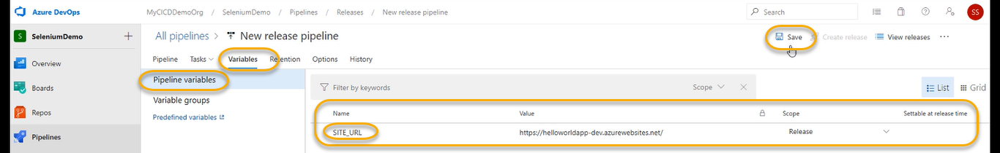 Azure DevOps
MyCICDDemoOrg / SeleniumDemo / Pipelines / Releases / New release pipeline
Search
SS
S SeleniumDemo +
Overview
Boards
Repos
Pipelines
All pipelines > New release pipeline
Save
Create release
View releases ...
Pipeline Tasks Variables Retention Options History
Pipeline variables
Variable groups
Predefined variables
Filter by keywords
Scope
List
Grid
Name Value Scope Settable at release time
SITE_URL https://helloworldapp-dev.azurewebsites.net/ Release